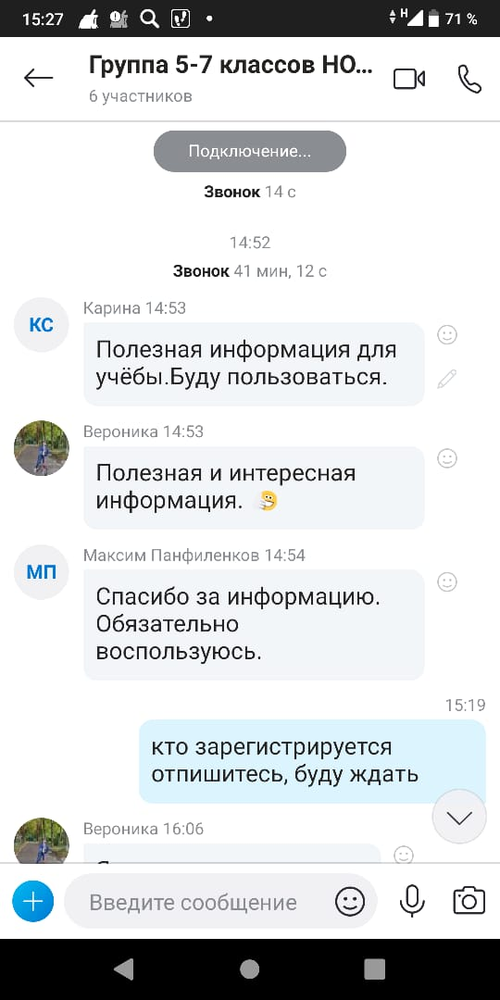 15:27
H
71 %
Группа 5-7 классов НО...
6 участников
Подключение...
Звонок 14 с
14:52
Звонок 41 мин, 12 с
Карина 14:53
КС
Полезная информация для
учёбы.Буду пользоваться.
Вероника 14:53
Полезная и интересная
информация.
Максим Панфиленков 14:54
МП
Спасибо за информацию.
Обязательно
воспользуюсь.
15:19
кто зарегистрируется
отпишитесь, буду ждать
Вероника 16:06
Введите сообщение